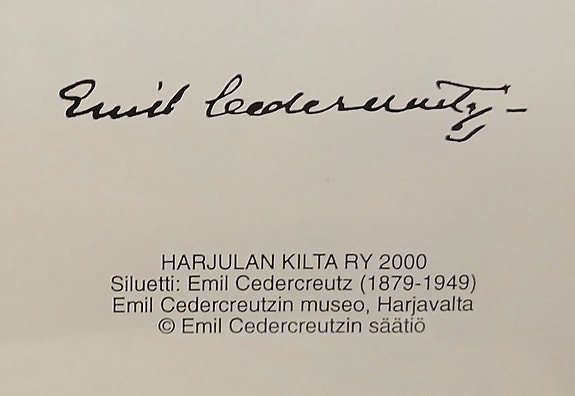 Emil Cedercreutz
HARJULAN KILTA RY 2000
Siluetti: Emil Cedercreutz (1879-1949)
Emil Cedercreutzin museo, Harjavalta
© Emil Cedercreutzin säätiö